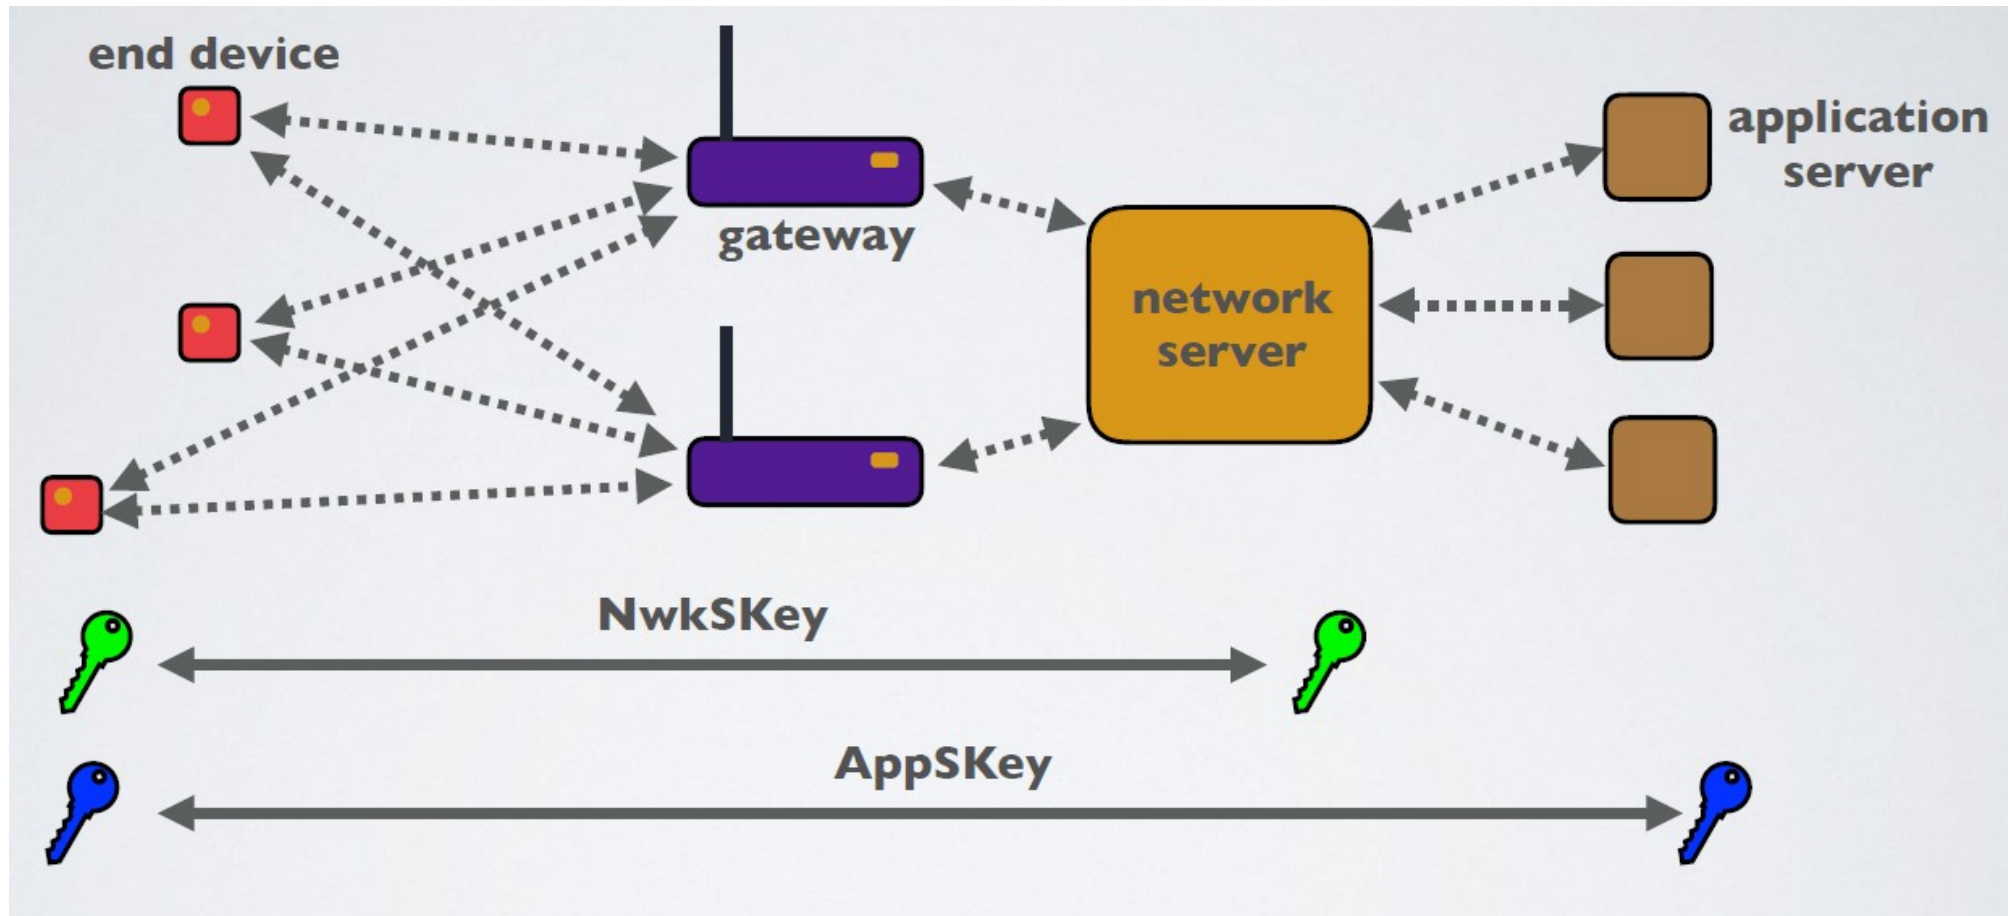 end device
gateway
network
server
application
server
NwkSKey
AppSKey